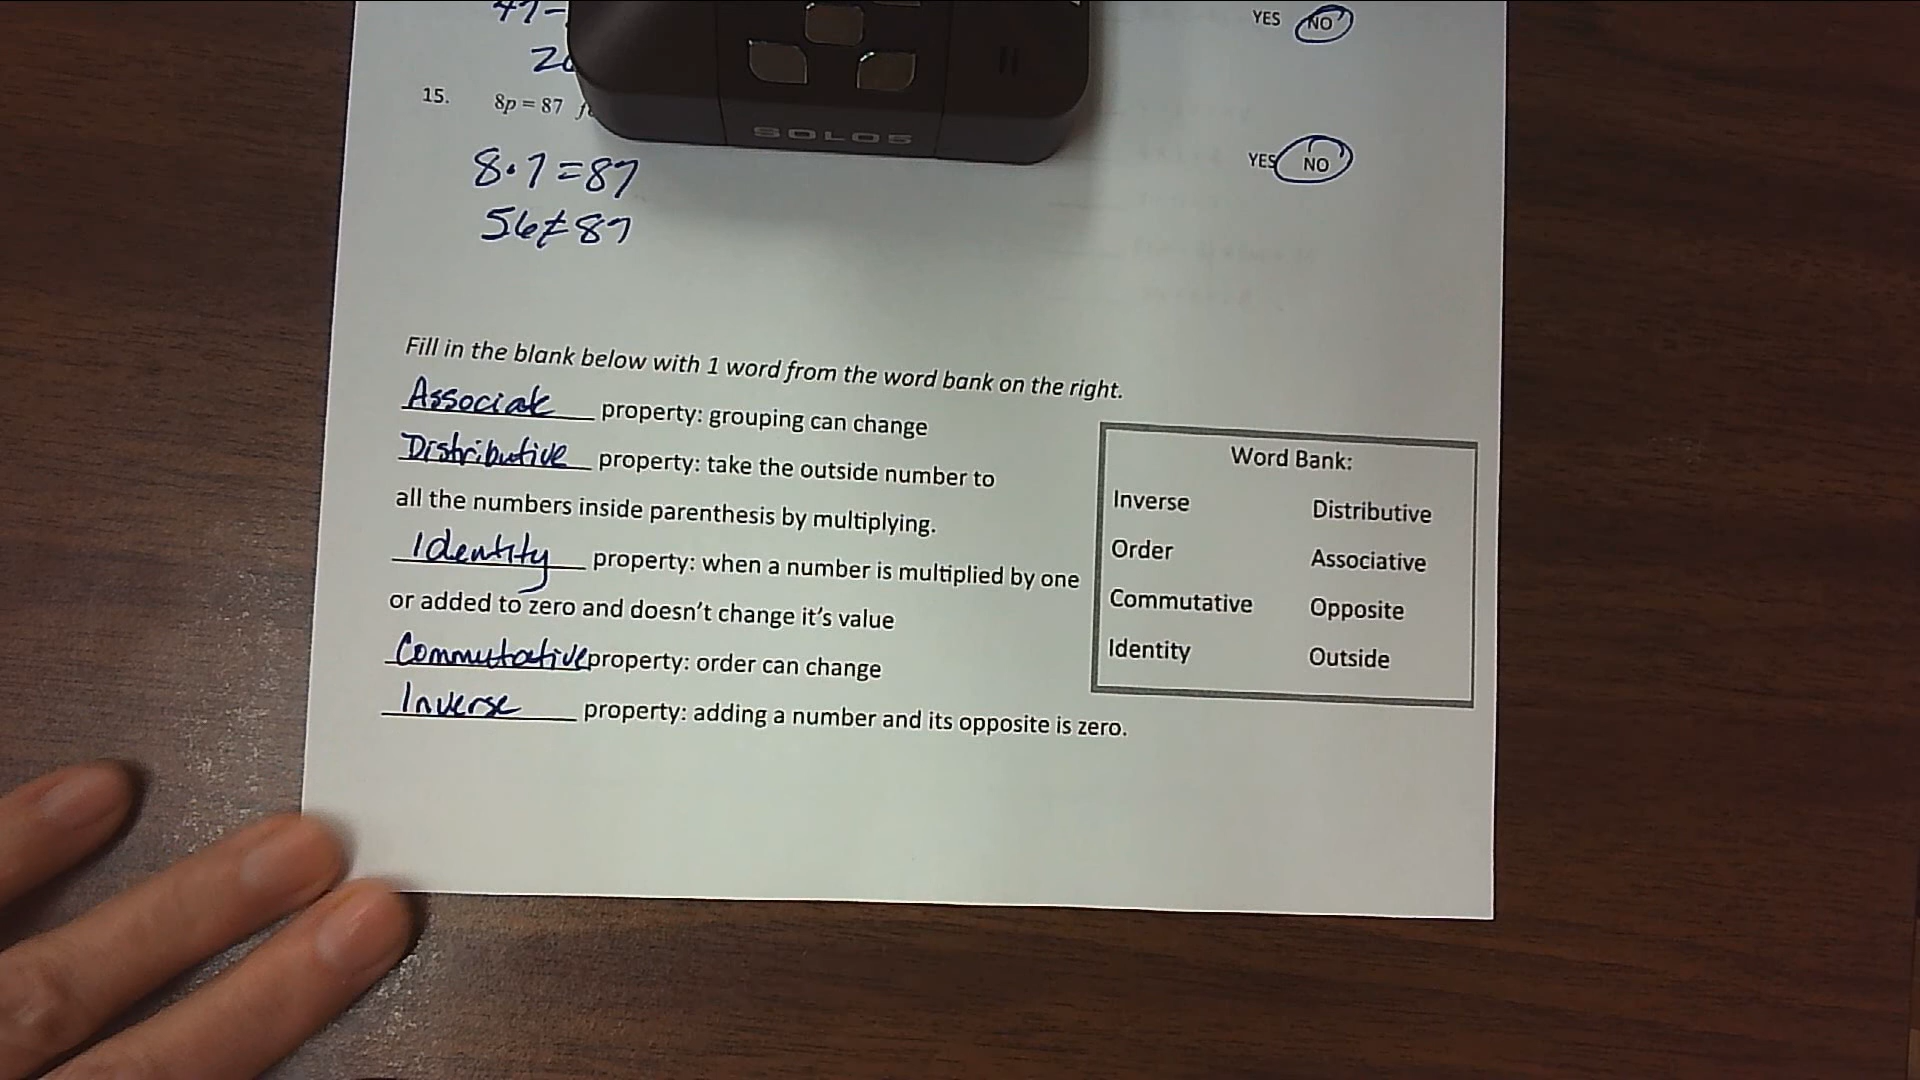 47-
YES NO
20
15. 8p = 87
SOLO5
8·7=87
YES NO
56≠87
Fill in the blank below with 1 word from the word bank on the right.
Associate property: grouping can change
Distributive property: take the outside number to
all the numbers inside parenthesis by multiplying.
Identity property: when a number is multiplied by one
or added to zero and doesn't change it's value
Commutative property: order can change
Inverse property: adding a number and its opposite is zero.
Word Bank:
Inverse Distributive
Order Associative
Commutative Opposite
Identity Outside